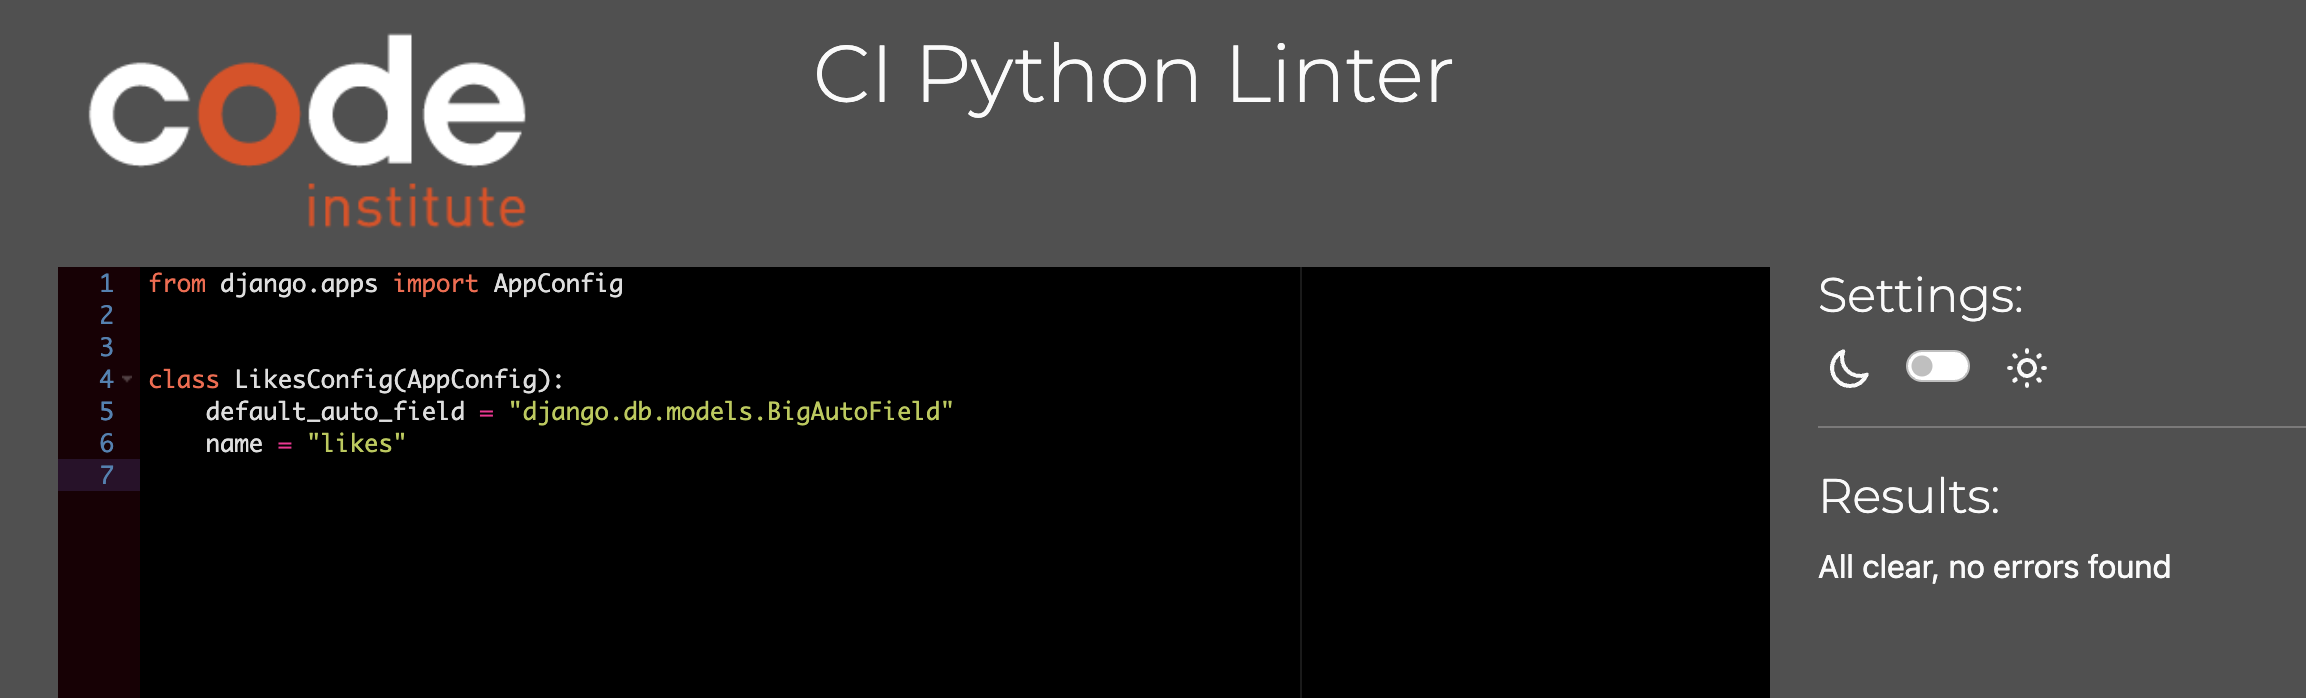 code
institute
CI Python Linter
1 from django.apps import AppConfig
2
3
4 class LikesConfig(AppConfig):
5     default_auto_field = "django.db.models.BigAutoField"
6     name = "likes"
7
Settings:
Results:
All clear, no errors found